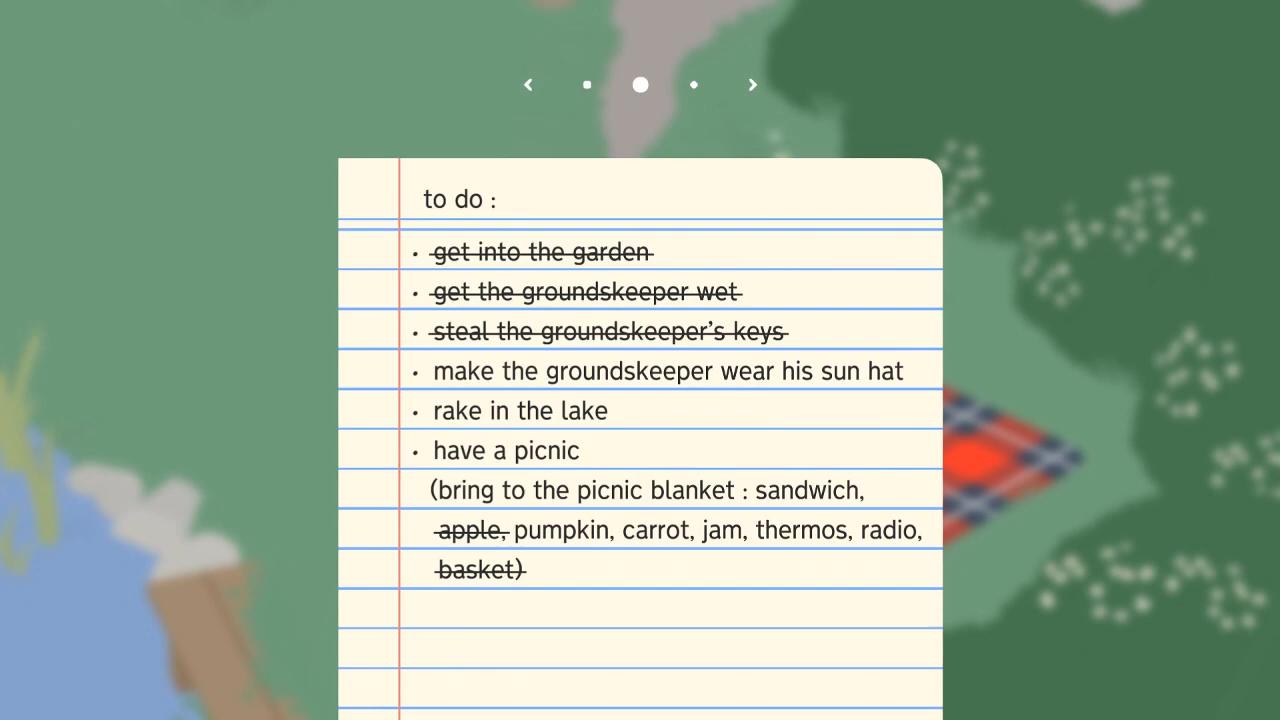 to do :
• get into the garden
• get the groundskeeper wet
• steal the groundskeeper's keys
• make the groundskeeper wear his sun hat
• rake in the lake
• have a picnic
(bring to the picnic blanket : sandwich,
apple, pumpkin, carrot, jam, thermos, radio,
basket)